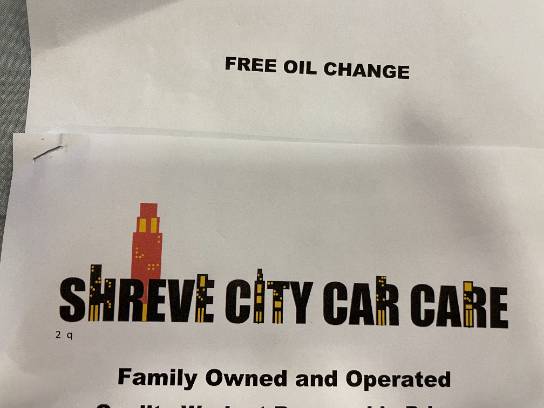 FREE OIL CHANGE
SHREVE CITY CAR CARE
2 q
Family Owned and Operated